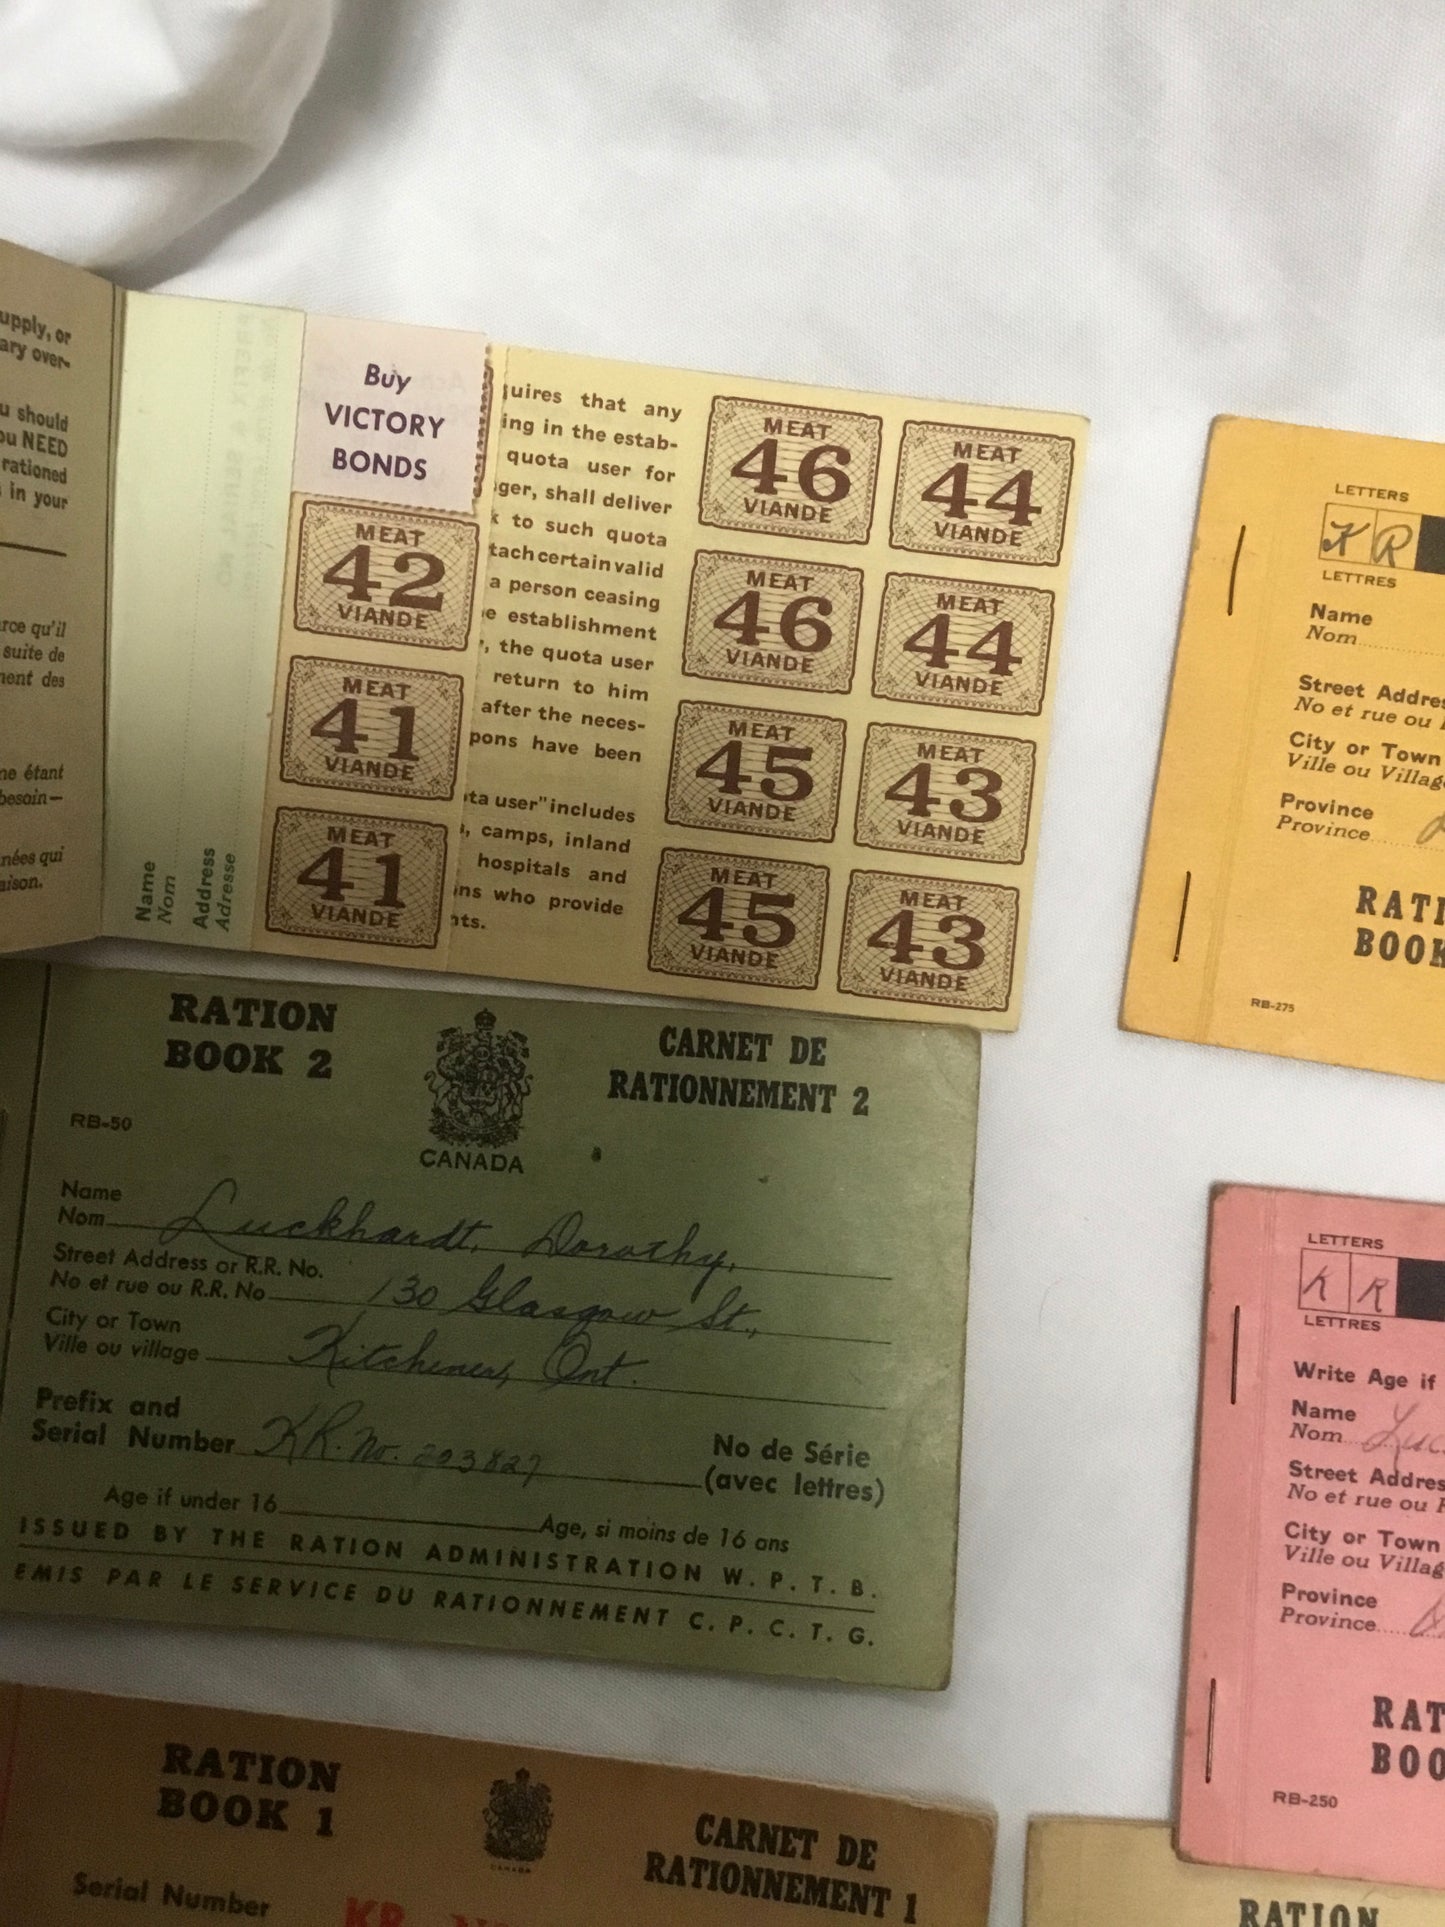 upply, or
ary over-
u should
ou NEED
rationed
in your
rce qu'il
suite de
ment des
ne étant
besoin—
nées qui
aison.
Name
Nom
Address
Adresse
Buy
VICTORY
BONDS
MEAT
42
VIANDE
MEAT
41
VIANDE
MEAT
41
VIANDE
quires that any
ing in the estab-
quota user for
ger, shall deliver
k to such quota
tach certain valid
a person ceasing
e establishment
, the quota user
return to him
after the neces-
pons have been
ta user" includes
, camps, inland
hospitals and
ns who provide
nts.
MEAT
46
VIANDE
MEAT
44
VIANDE
MEAT
46
VIANDE
MEAT
44
VIANDE
MEAT
45
VIANDE
MEAT
43
VIANDE
MEAT
45
VIANDE
MEAT
43
VIANDE
RATION
BOOK 2
CANADA
CARNET DE
RATIONNEMENT 2
RB-50
Name
Nom Luckhardt, Dorothy,
Street Address or R.R. No.
No et rue ou R.R. No 130 Glasgow St.,
City or Town
Ville ou village Kitchener, Ont.
Prefix and
Serial Number KR. No. 203827
No de Série
(avec lettres)
Age if under 16 Age, si moins de 16 ans
ISSUED BY THE RATION ADMINISTRATION W. P. T. B.
EMIS PAR LE SERVICE DU RATIONNEMENT C. P. C. T. G.
RATION
BOOK 1
CANADA
CARNET DE
RATIONNEMENT 1
Serial Number KR
LETTERS
K R
LETTRES
Name
Nom
Street Address
No et rue ou
City or Town
Ville ou Villag
Province
Province
RATI
BOOK
RB-275
LETTERS
K R
LETTRES
Write Age if
Name
Nom Luc
Street Addres
No et rue ou
City or Town
Ville ou Villag
Province
Province
RAT
BOO
RB-250
RATION